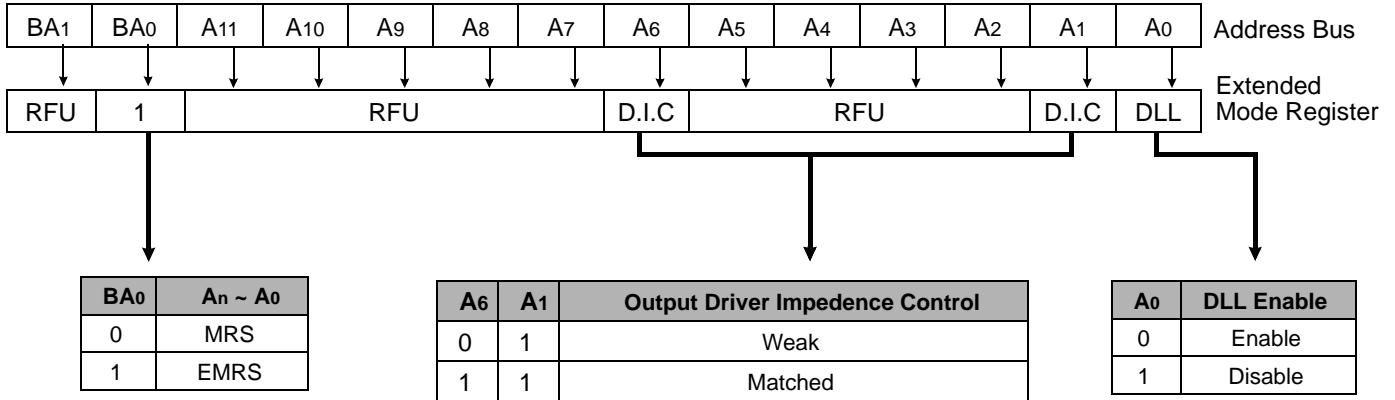 BA1 BA0 A11 A10 A9 A8 A7 A6 A5 A4 A3 A2 A1 A0 Address Bus
RFU 1 RFU D.I.C RFU D.I.C DLL Extended
Mode Register
BA0 An ~ A0
0 MRS
1 EMRS
A6 A1 Output Driver Impedence Control
0 1 Weak
1 1 Matched
A0 DLL Enable
0 Enable
1 Disable